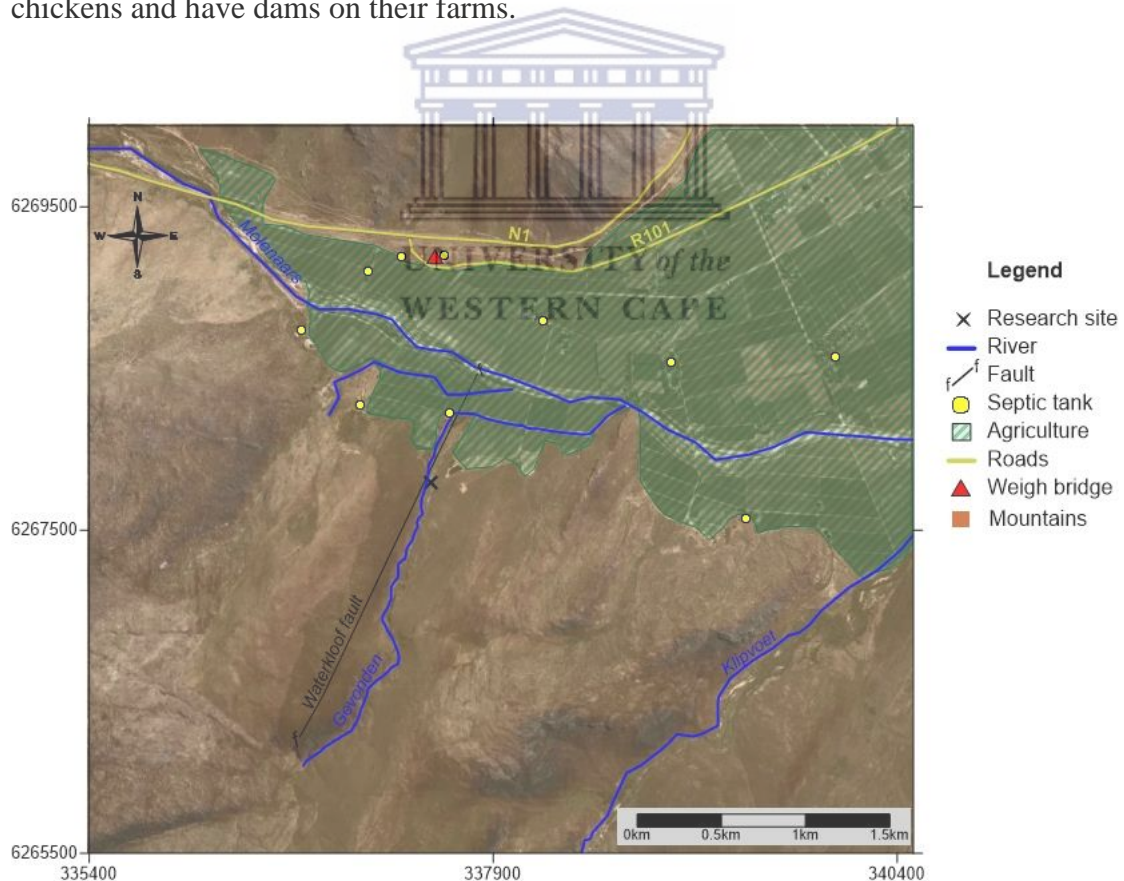 chickens and have dams on their farms.
6269500
6267500
6265500
335400
337900
340400
N
W
E
S
Molenaars
N1
R101
UNIVERSITY of the
WESTERN CAPE
f
Waterkloof fault
f
Gevonden
Klipvoet
0km 0.5km 1km 1.5km
Legend
Research site
f f Fault
River
Septic tank
Agriculture
Roads
Weigh bridge
Mountains